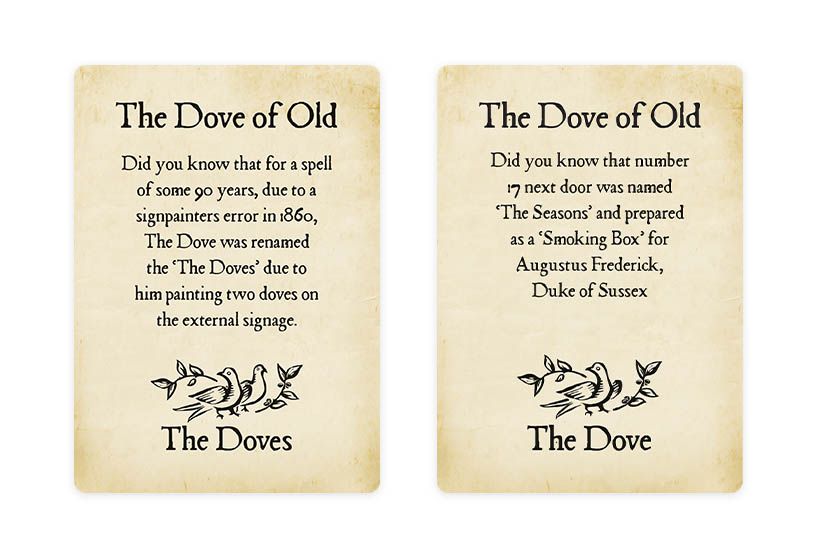 The Dove of Old
Did you know that for a spell
of some 90 years, due to a
signpainters error in 1860,
The Dove was renamed
the ‘The Doves’ due to
him painting two doves on
the external signage.
The Doves
The Dove of Old
Did you know that number
17 next door was named
‘The Seasons’ and prepared
as a ‘Smoking Box’ for
Augustus Frederick,
Duke of Sussex
The Dove